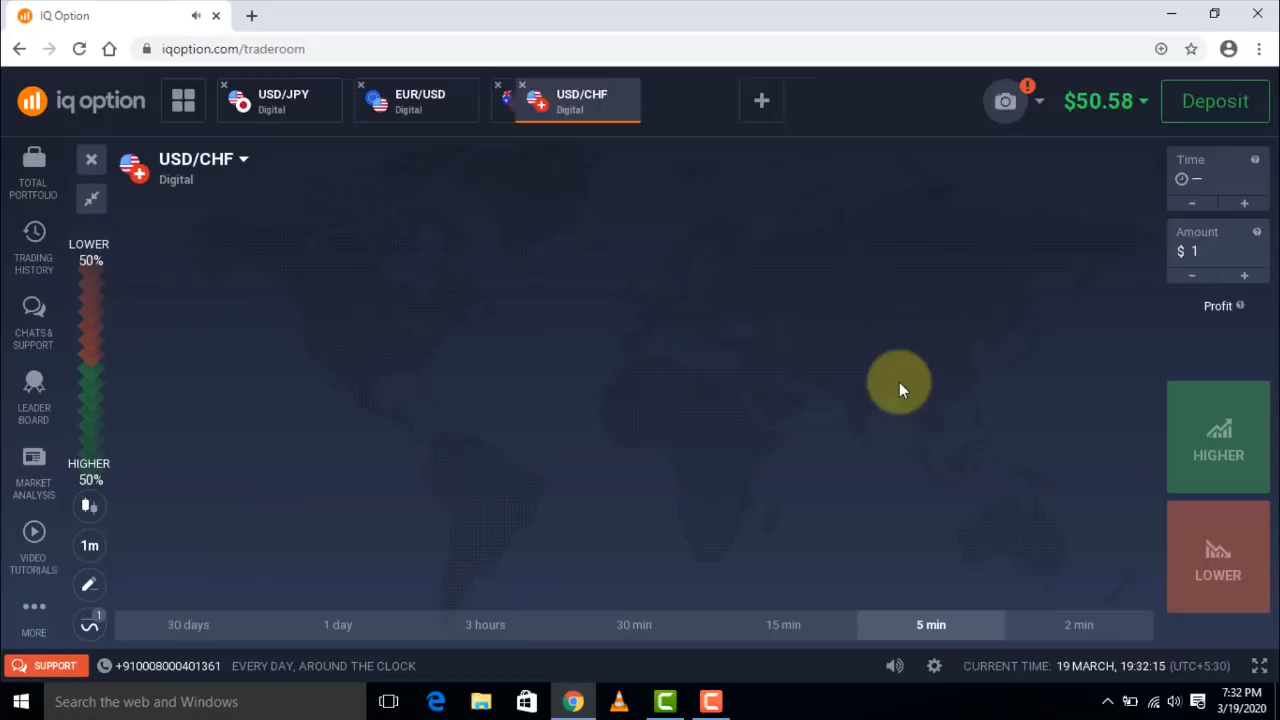 IQ Option
iqoption.com/traderoom
iq option
USD/JPY
Digital
EUR/USD
Digital
USD/CHF
Digital
$50.58
Deposit
TOTAL
PORTFOLIO
TRADING
HISTORY
CHATS &
SUPPORT
LEADER
BOARD
MARKET
ANALYSIS
VIDEO
TUTORIALS
MORE
USD/CHF
Digital
LOWER
50%
HIGHER
50%
1m
1
Time
–
- +
Amount
$ 1
- +
Profit
HIGHER
LOWER
30 days 1 day 3 hours 30 min 15 min 5 min 2 min
SUPPORT +910008000401361 EVERY DAY, AROUND THE CLOCK CURRENT TIME: 19 MARCH, 19:32:15 (UTC+5:30)
Search the web and Windows
7:32 PM
3/19/2020